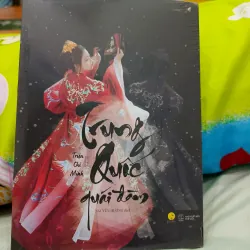 Trung
Trần
Chí
Minh
Quốc
quái đàm